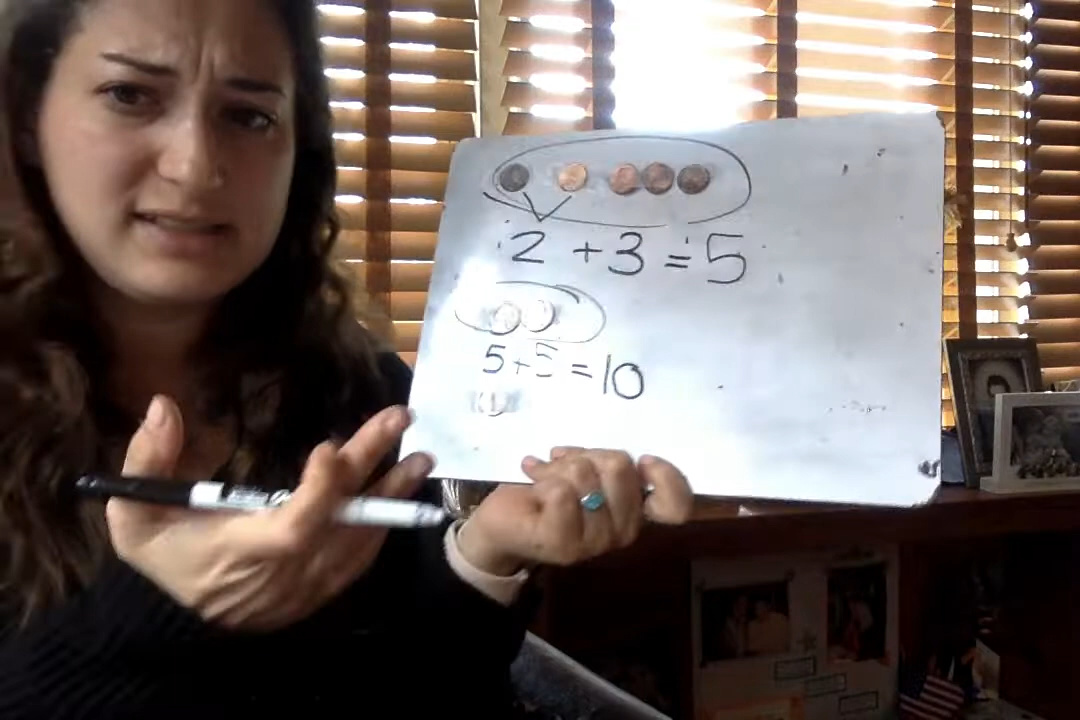 2 + 3 = 5
5 + 5 = 10